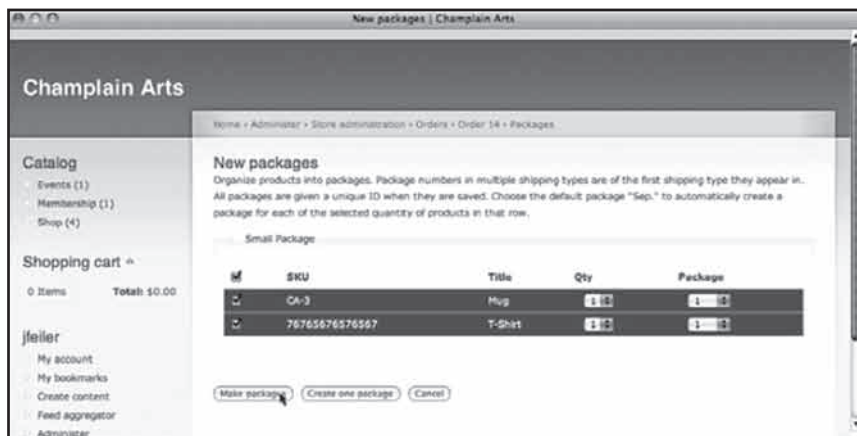 New packages | Champlain Arts
Champlain Arts
Home » Administer » Store administration » Orders » Order 14 » Packages
Catalog
Events (1)
Membership (1)
Shop (4)
Shopping cart
0 Items Total: $0.00
jfeiler
My account
My bookmarks
Create content
Feed aggregator
Administer
New packages
Organize products into packages. Package numbers in multiple shipping types are of the first shipping type they appear in.
All packages are given a unique ID when they are saved. Choose the default package "Sep." to automatically create a
package for each of the selected quantity of products in that row.
Small Package
SKU Title Qty Package
CA-3 Mug 1 1
76765676576567 T-Shirt 1 1
Make packages Create one package Cancel